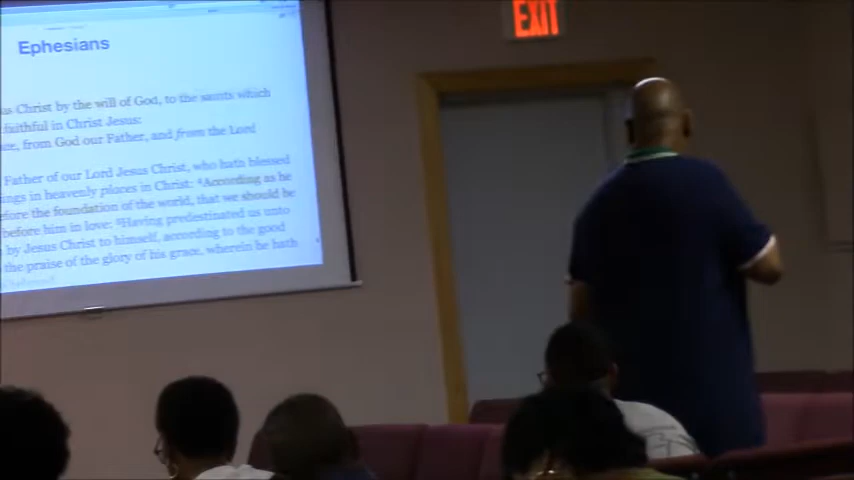 EXIT
Ephesians
us Christ by the will of God, to the saints which
faithful in Christ Jesus:
ce, from God our Father, and from the Lord
Father of our Lord Jesus Christ, who hath blessed
ings in heavenly places in Christ: ⁴According as he
efore the foundation of the world, that we should be
before him in love: ⁵Having predestinated us unto
by Jesus Christ to himself, according to the good
the praise of the glory of his grace, wherein he hath